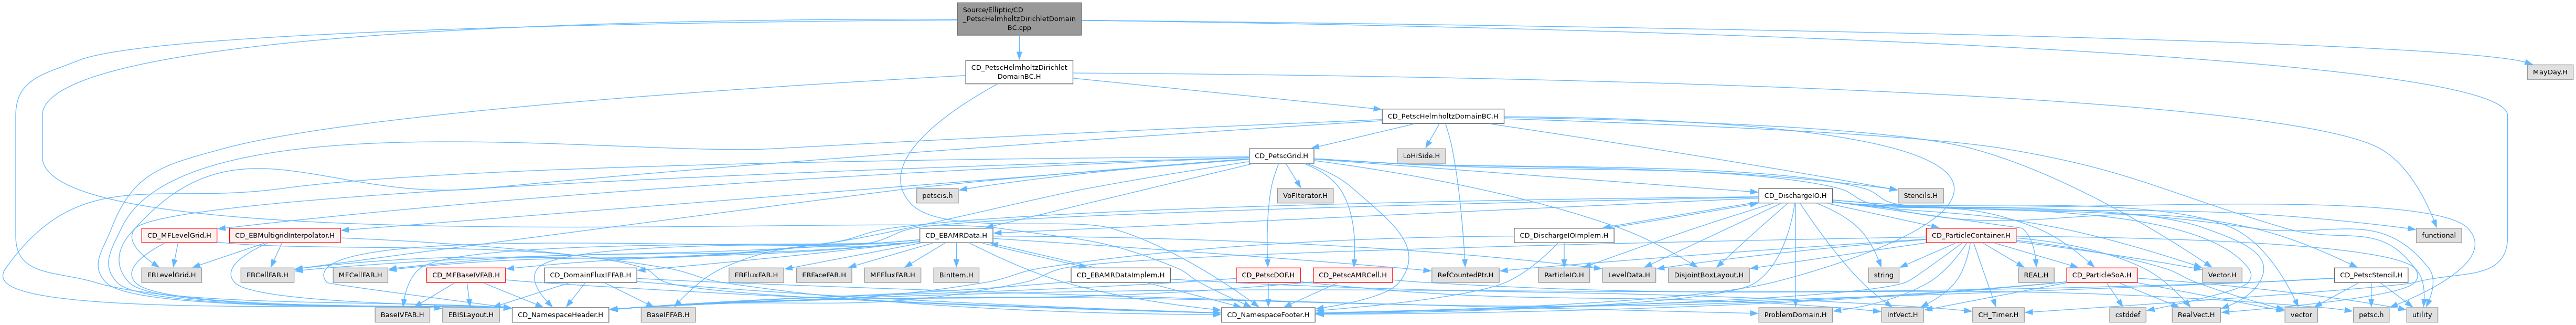 Source/Elliptic/CD
_PetscHelmholtzDirichletDomain
BC.cpp
CD_PetscHelmholtzDirichlet
DomainBC.H
MayDay.H
CD_PetscHelmholtzDomainBC.H
CD_PetscGrid.H
LoHiSide.H
petscis.h
VoFIterator.H
CD_DischargeIO.H
Stencils.H
CD_MFLevelGrid.H
CD_EBMultigridInterpolator.H
CD_EBAMRData.H
CD_DischargeIOImplem.H
CD_ParticleContainer.H
functional
EBLevelGrid.H
EBCellFAB.H
MFCellFAB.H
CD_MFBaseIVFAB.H
CD_DomainFluxIFFAB.H
EBFluxFAB.H
EBFaceFAB.H
MFFluxFAB.H
BinItem.H
CD_EBAMRDataImplem.H
CD_PetscDOF.H
CD_PetscAMRCell.H
DisjointBoxLayout.H
RefCountedPtr.H
ParticleIO.H
LevelData.H
string
REAL.H
CD_ParticleSoA.H
Vector.H
CD_PetscStencil.H
BaseIVFAB.H
EBISLayout.H
CD_NamespaceHeader.H
BaseIFFAB.H
CD_NamespaceFooter.H
ProblemDomain.H
IntVect.H
CH_Timer.H
cstddef
RealVect.H
vector
petsc.h
utility